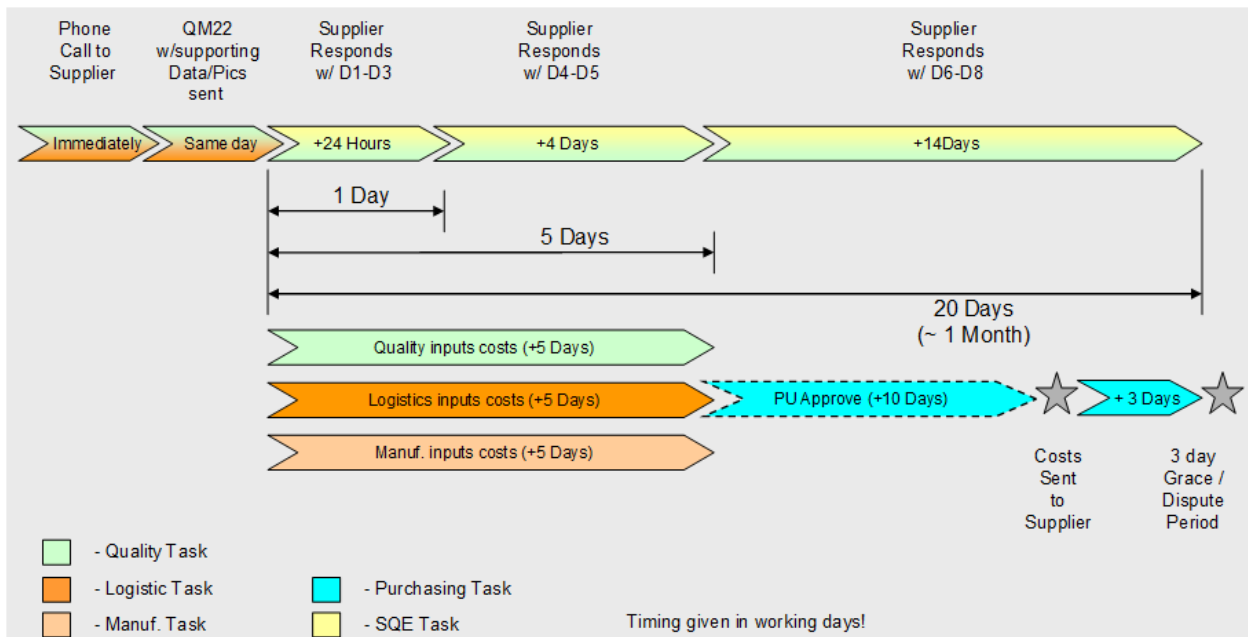 Phone
Call to
Supplier
QM22
w/supporting
Data/Pics
sent
Supplier
Responds
w/ D1-D3
Supplier
Responds
w/ D4-D5
Supplier
Responds
w/ D6-D8
Immediately
Same day
+24 Hours
+4 Days
+14Days
1 Day
5 Days
20 Days
(~ 1 Month)
Quality inputs costs (+5 Days)
Logistics inputs costs (+5 Days)
PU Approve (+10 Days)
+ 3 Days
Manuf. inputs costs (+5 Days)
Costs
Sent
to
Supplier
3 day
Grace /
Dispute
Period
- Quality Task
- Logistic Task
- Purchasing Task
- Manuf. Task
- SQE Task
Timing given in working days!